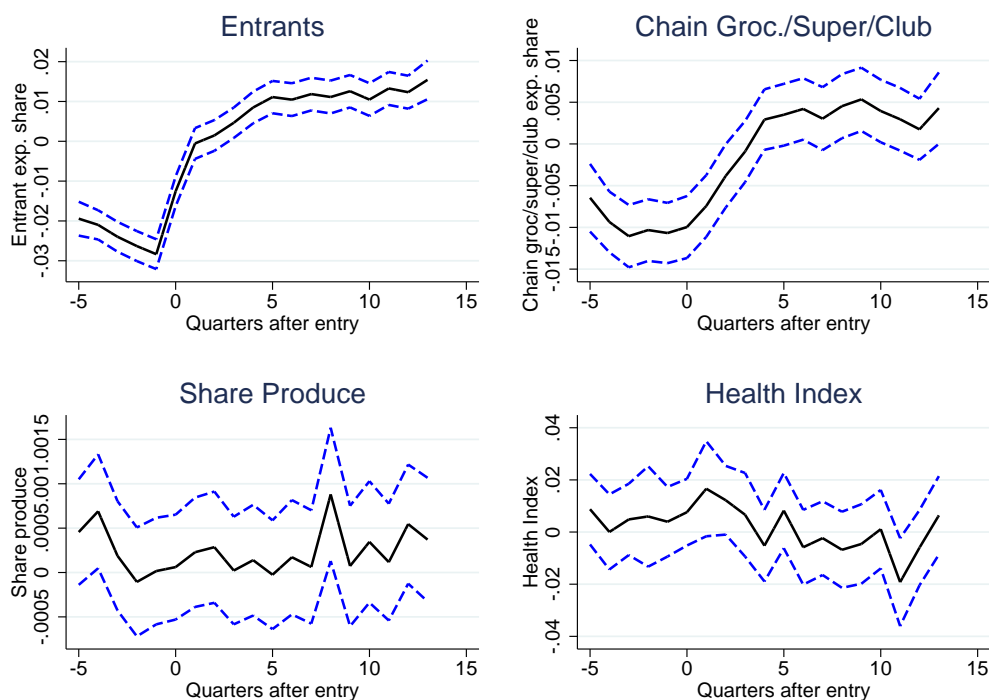 Entrants
Entrant exp. share
.02
.01
0
-.01
-.02
-.03
-5 0 5 10 15
Quarters after entry
Chain Groc./Super/Club
Chain groc/super/club exp. share
.01
.005
0
-.005
-.01
-.015
-5 0 5 10 15
Quarters after entry
Share Produce
Share produce
.0015
.001
.0005
0
-.0005
-5 0 5 10 15
Quarters after entry
Health Index
Health Index
.04
.02
0
-.02
-.04
-5 0 5 10 15
Quarters after entry